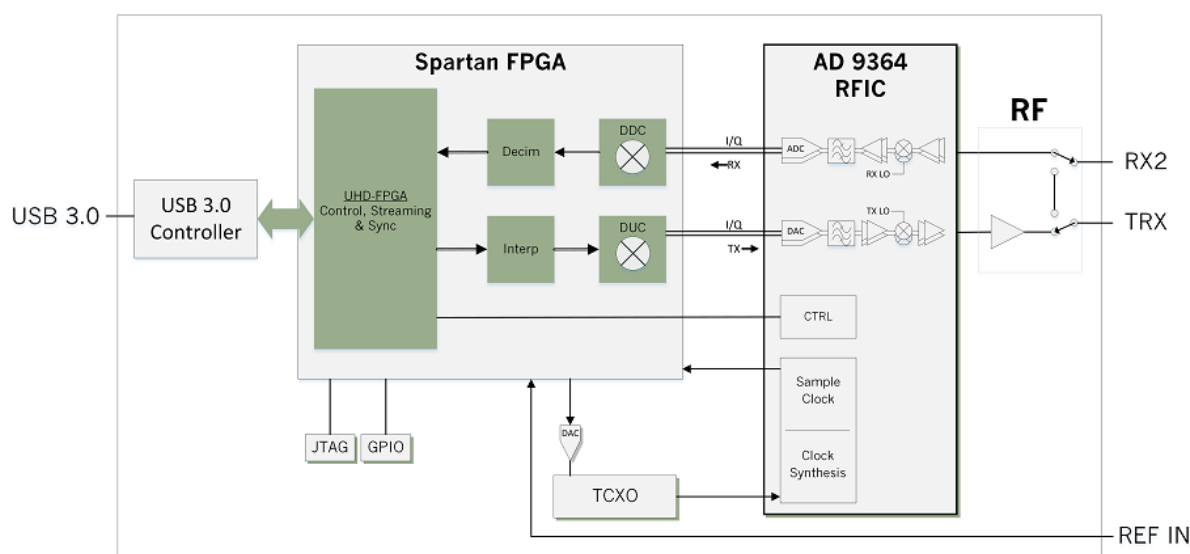 Spartan FPGA
AD 9364
RFIC
RF
DDC
I/Q
ADC
Decim
RX
RX LO
RX2
UHD-FPGA
Control, Streaming
& Sync
USB 3.0
USB 3.0
Controller
TX LO
DUC
I/Q
DAC
TRX
Interp
TX
CTRL
Sample
Clock
Clock
Synthesis
JTAG
GPIO
DAC
TCXO
REF IN